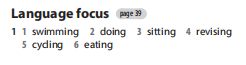 Language focus page 39
1 1 swimming 2 doing 3 sitting 4 revising
5 cycling 6 eating